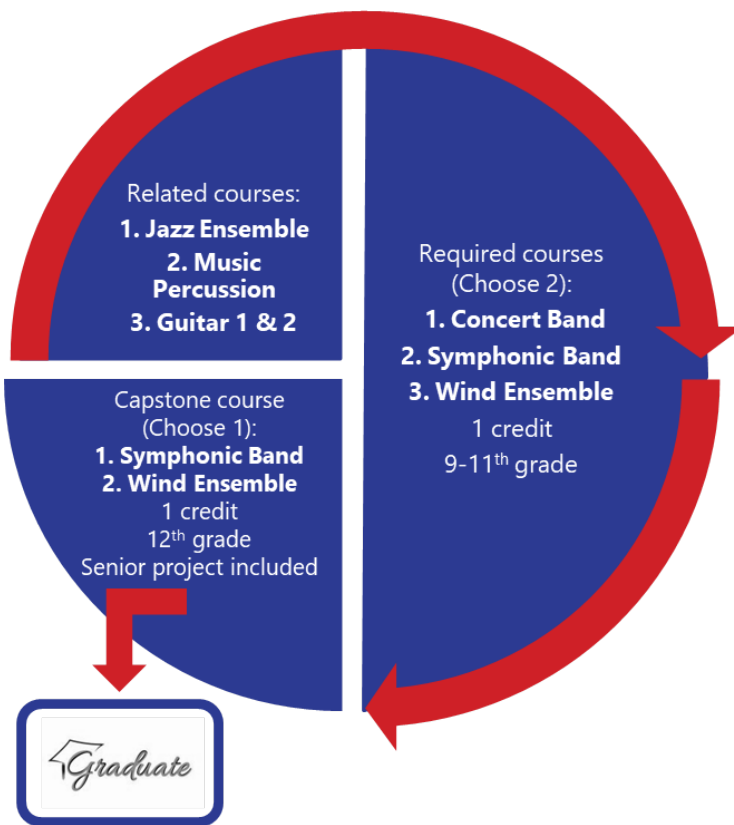 Related courses:
1. Jazz Ensemble
2. Music
Percussion
3. Guitar 1 & 2
Required courses
(Choose 2):
1. Concert Band
2. Symphonic Band
3. Wind Ensemble
1 credit
9-11th grade
Capstone course
(Choose 1):
1. Symphonic Band
2. Wind Ensemble
1 credit
12th grade
Senior project included
Graduate